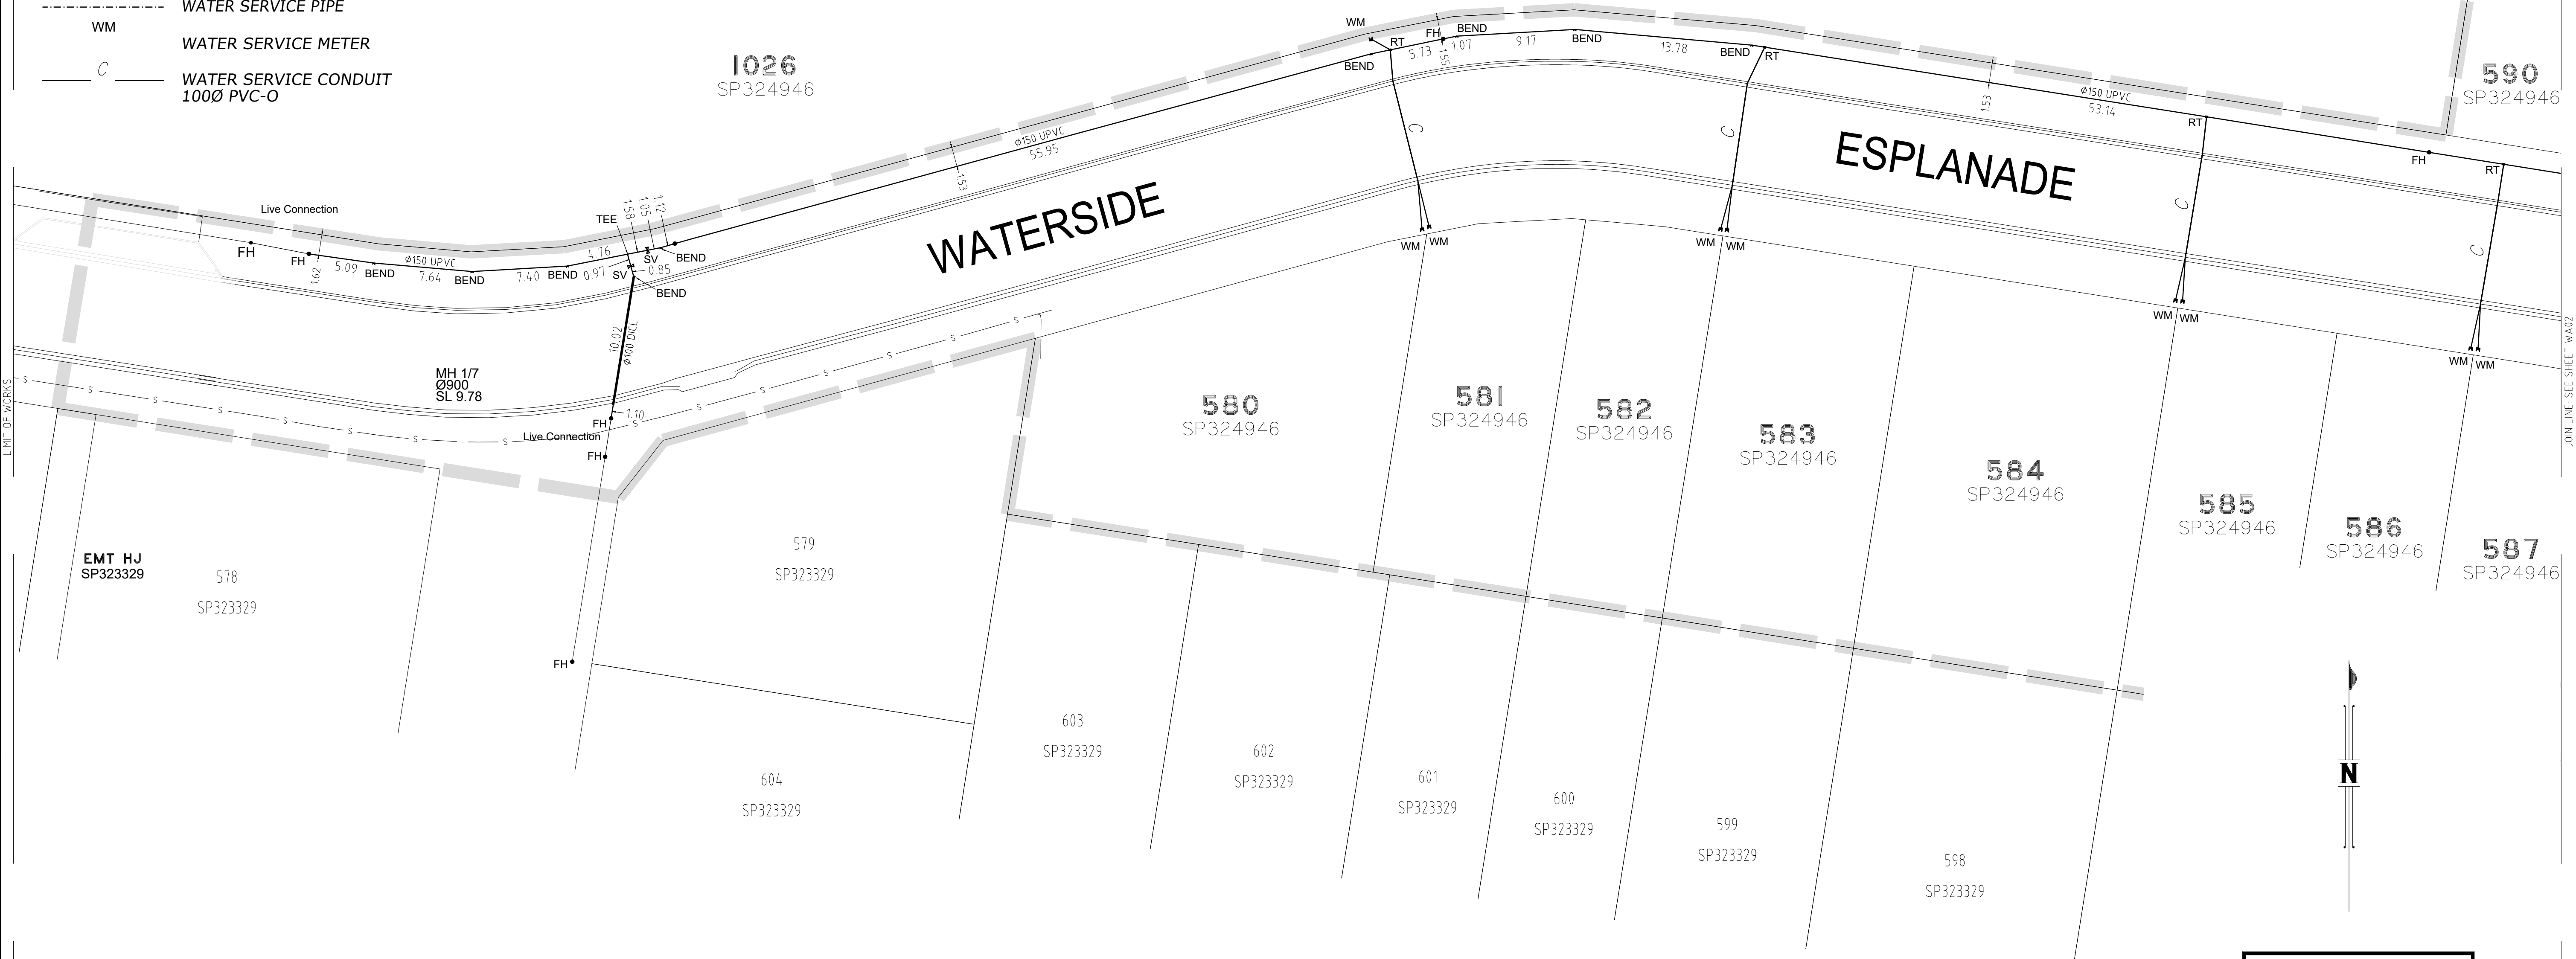 WATER SERVICE PIPE
WM
WATER SERVICE METER
C
WATER SERVICE CONDUIT
100Ø PVC-O
1026
SP324946
590
SP324946
WM
RT
FH
BEND
BEND
5.73
1.55
1.07
9.17
BEND
13.78
BEND
RT
Ø150 UPVC
53.14
1.53
RT
FH
RT
Ø150 UPVC
55.95
1.53
C
C
C
C
WATERSIDE
ESPLANADE
Live Connection
FH
FH
1.62
5.09
BEND
Ø150 UPVC
7.64
BEND
7.40
BEND
0.97
4.76
TEE
1.58
1.05
1.12
SV
BEND
SV
0.85
BEND
10.02
Ø100 DICL
1.10
FH
Live Connection
FH
FH
MH 1/7
Ø900
SL 9.78
S S S S S S S S
S S S S S S
WM WM
WM WM
WM WM
WM WM
LIMIT OF WORKS
JOIN LINE: SEE SHEET WA02
580
SP324946
581
SP324946
582
SP324946
583
SP324946
584
SP324946
585
SP324946
586
SP324946
587
SP324946
EMT HJ
SP323329
578
SP323329
579
SP323329
604
SP323329
603
SP323329
602
SP323329
601
SP323329
600
SP323329
599
SP323329
598
SP323329
N